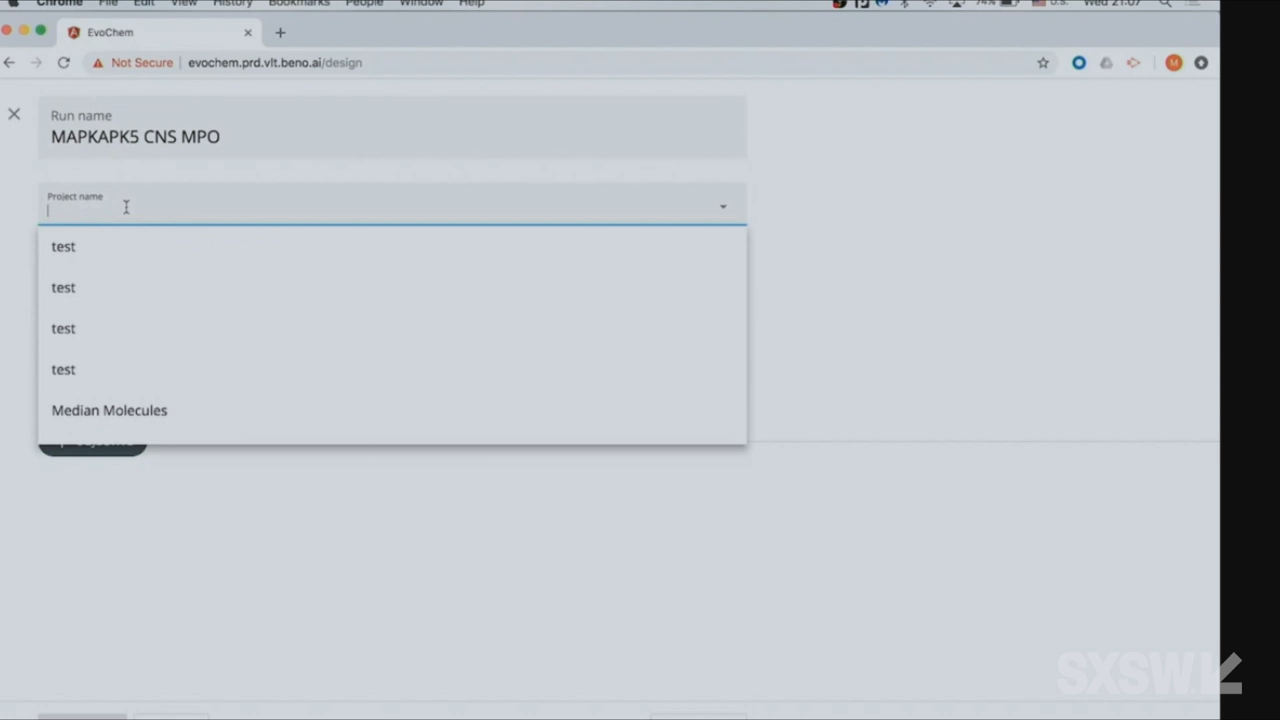 Chrome File Edit View History Bookmarks People Window Help 74% U.S. Wed 21:07
EvoChem
Not Secure evochem.prd.vlt.beno.ai/design
M
Run name
MAPKAPK5 CNS MPO
Project name
test
test
test
test
Median Molecules
SXSW